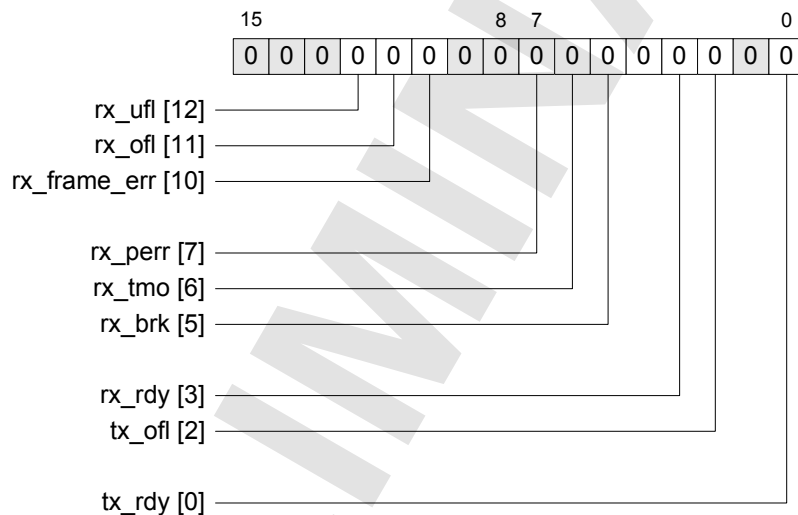 15 8 7 0
0 0 0 0 0 0 0 0 0 0 0 0 0 0 0 0
rx_ufl [12]
rx_ofl [11]
rx_frame_err [10]
rx_perr [7]
rx_tmo [6]
rx_brk [5]
rx_rdy [3]
tx_ofl [2]
tx_rdy [0]